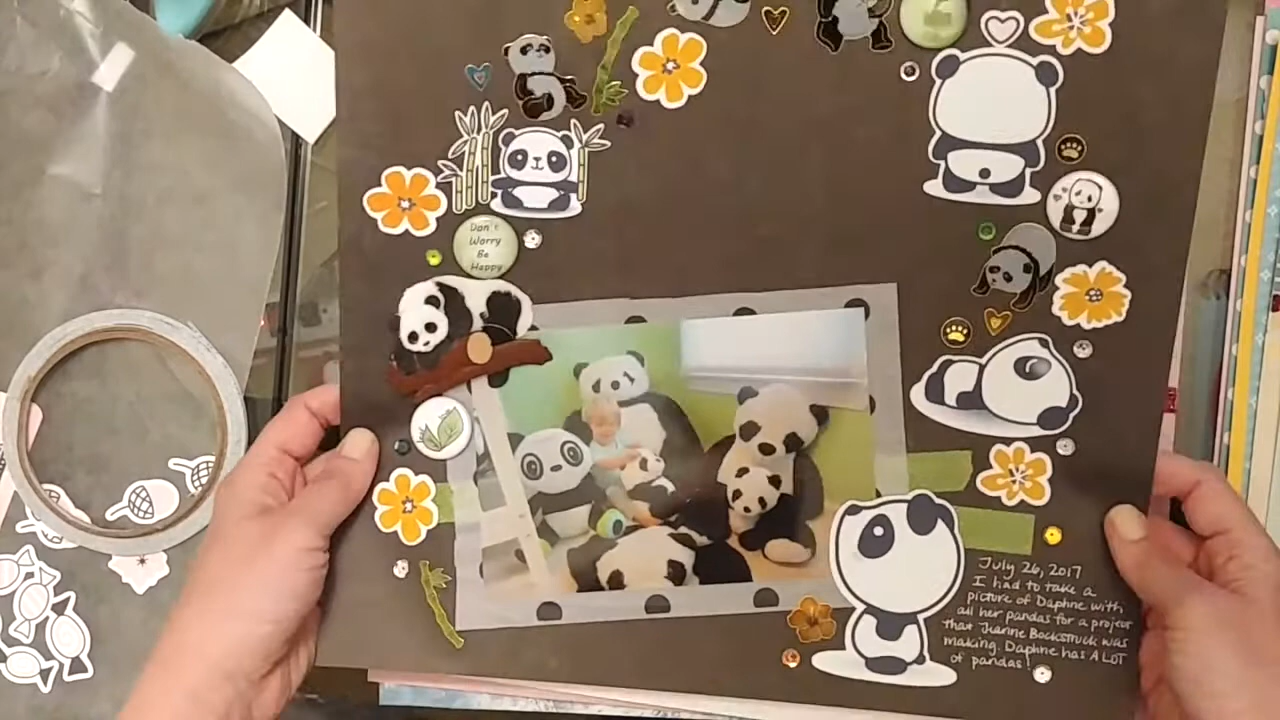 Don't
Worry
Be
Happy
July 26, 2017
I had to take a
picture of Daphne with
all her pandas for a project
that Jeanne Bockstruck was
making. Daphne has A LOT
of pandas!